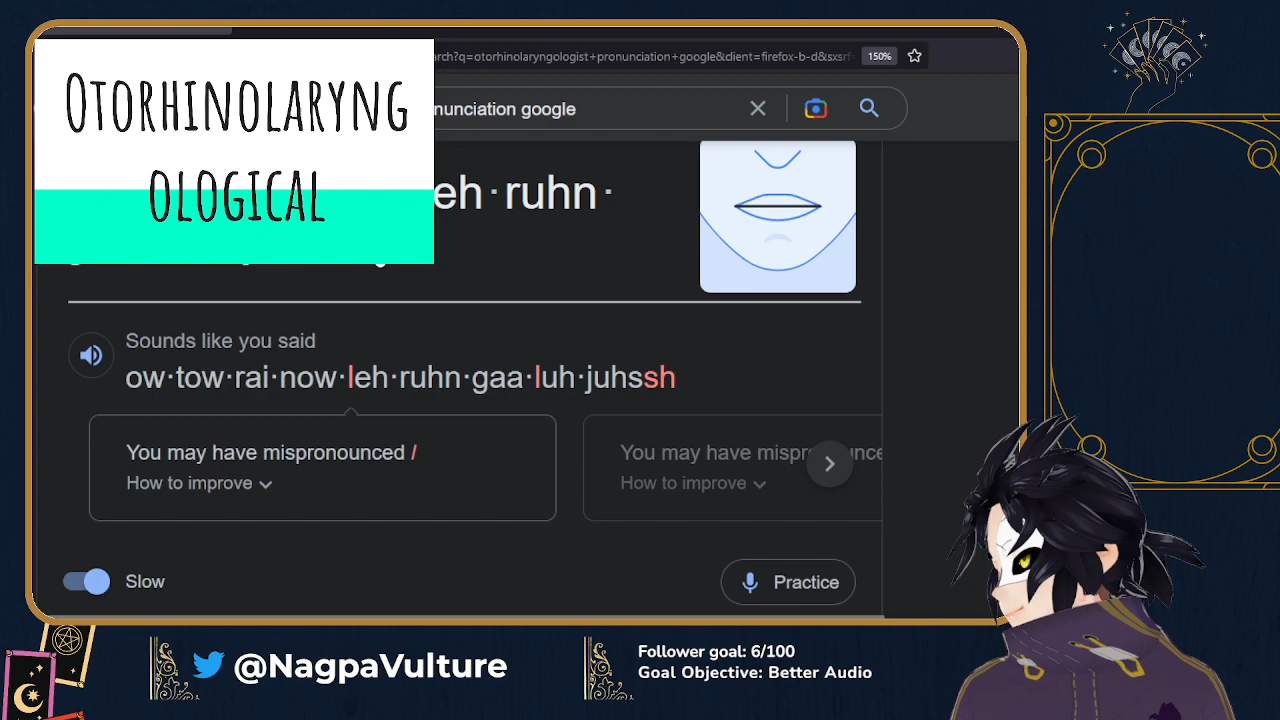 OTORHINOLARYNG
OLOGICAL
arch?q=otorhinolaryngologist+pronunciation+google&client=firefox-b-d&sxsrf
150%
nunciation google
eh·ruhn·
Sounds like you said
ow·tow·rai·now·leh·ruhn·gaa·luh·juhssh
You may have mispronounced l
How to improve
You may have mispr unce
How to improve
Slow
Practice
@NagpaVulture
Follower goal: 6/100
Goal Objective: Better Audio